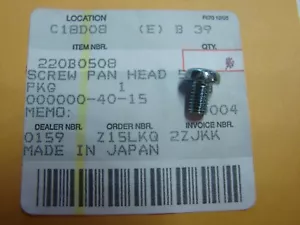 LOCATION
C18D08 (E) B 39
ITEM NBR. QTY.
22080508
SCREW PAN HEAD
PKG 1
000000-40-15
MEMO: 004
DEALER NBR. ORDER NBR. INVOICE NBR.
0159 Z15LKQ 2ZJKK
MADE IN JAPAN